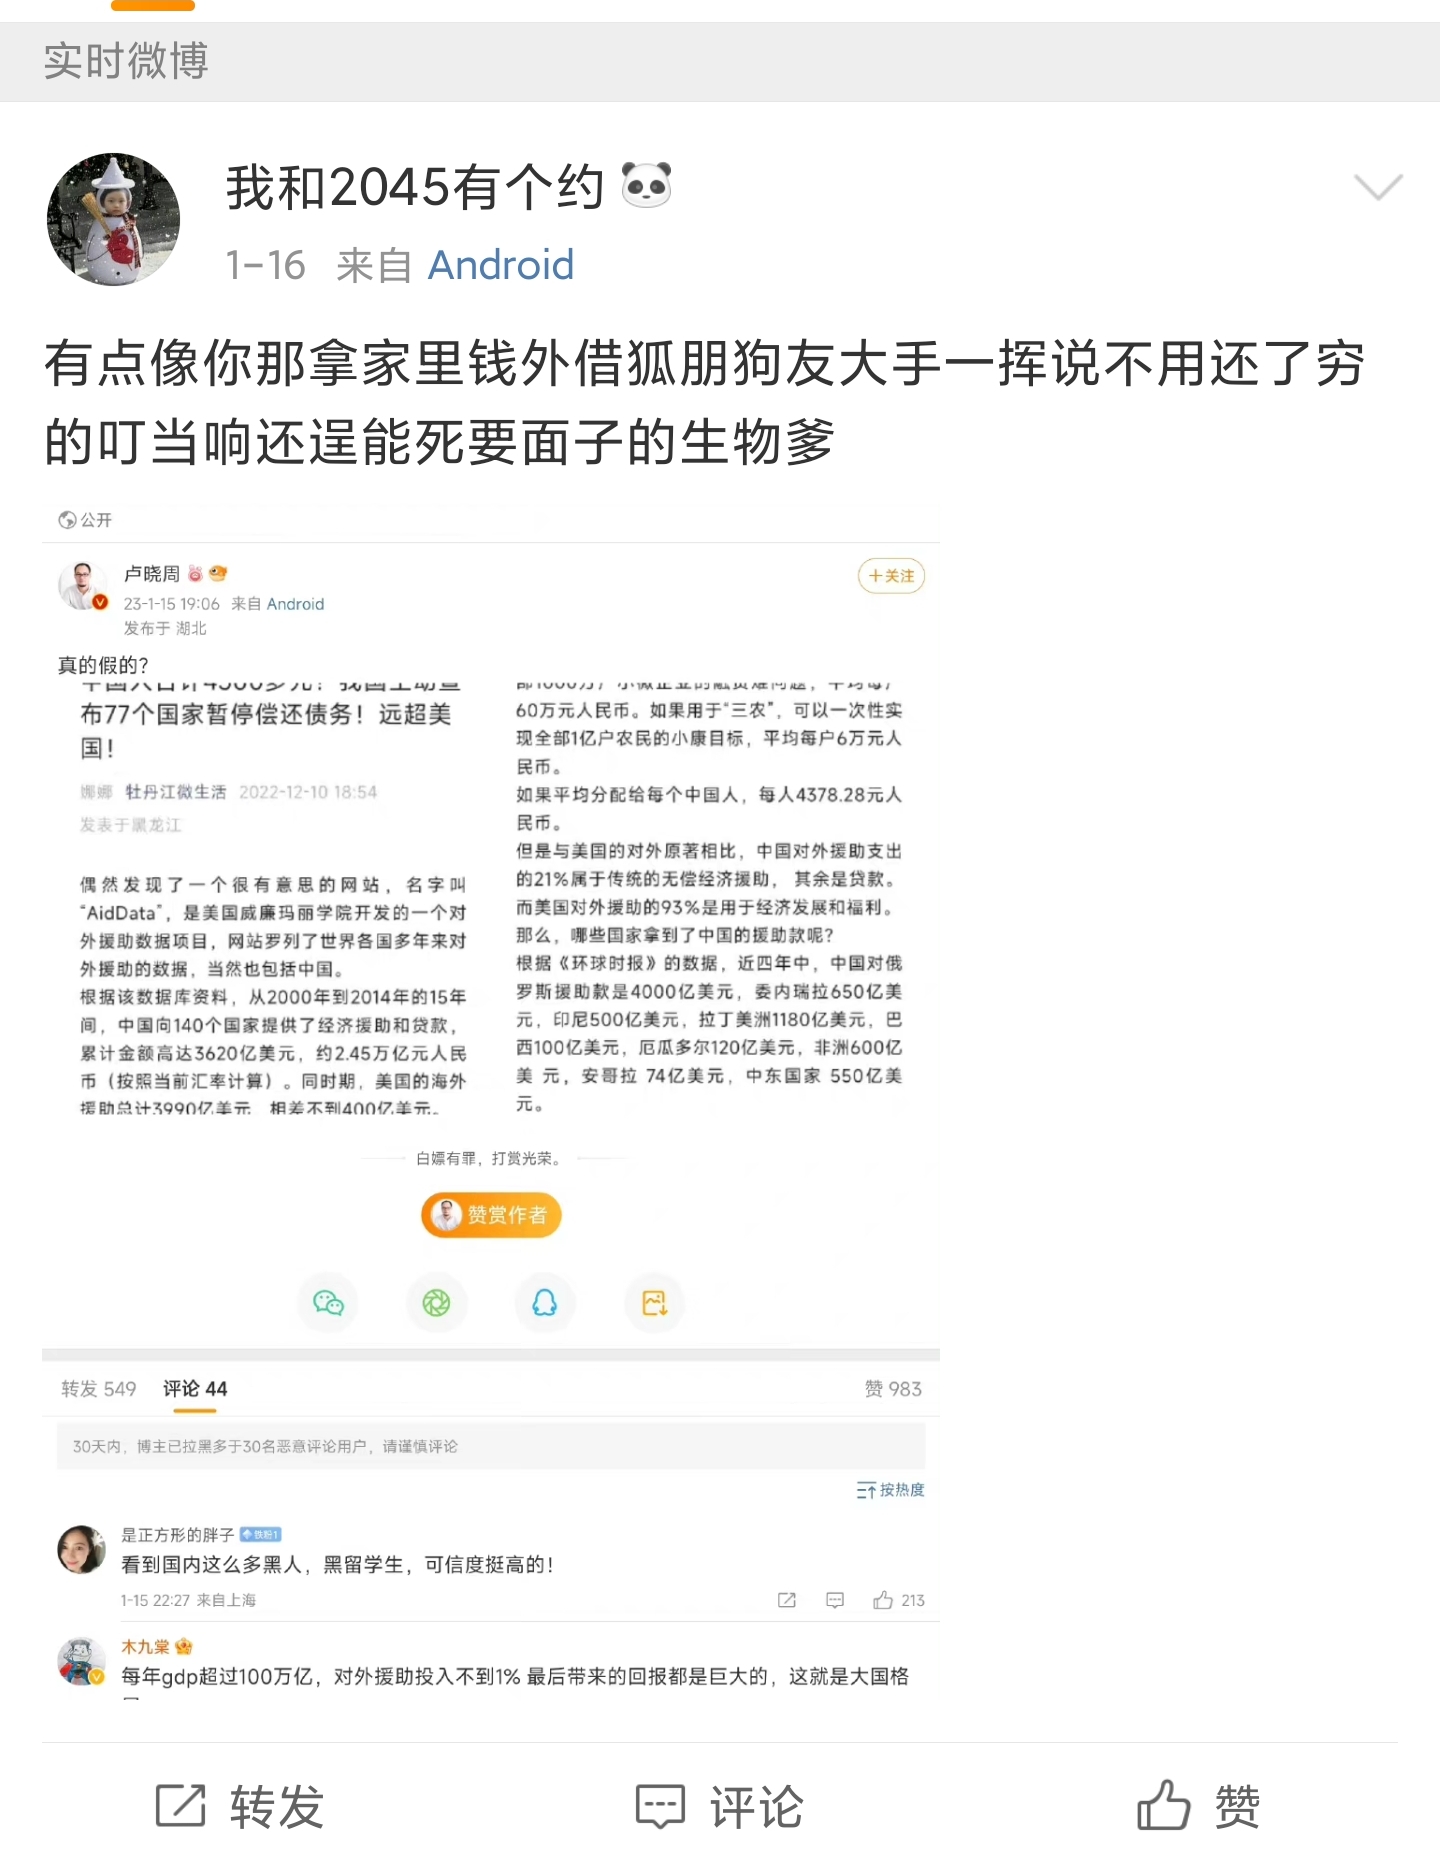 实时微博
我和2045有个约
1-16 来自 Android
有点像你那拿家里钱外借狐朋狗友大手一挥说不用还了穷
的叮当响还逞能死要面子的生物爹
公开
卢晓周
+关注
23-1-15 19:06 来自 Android
发布于 湖北
真的假的?
布77个国家暂停偿还债务！远超美
国！
娜娜 牡丹江微生活 2022-12-10 18:54
发表于黑龙江
偶然发现了一个很有意思的网站，名字叫
“AidData”，是美国威廉玛丽学院开发的一个对
外援助数据项目，网站罗列了世界各国多年来对
外援助的数据，当然也包括中国。
根据该数据库资料，从2000年到2014年的15年
间，中国向140个国家提供了经济援助和贷款，
累计金额高达3620亿美元，约2.45万亿元人民
币（按照当前汇率计算）。同时期，美国的海外
援助总计3990亿美元，相差不到400亿美元。
60万元人民币。如果用于“三农”，可以一次性实
现全部1亿户农民的小康目标，平均每户6万元人
民币。
如果平均分配给每个中国人，每人4378.28元人
民币。
但是与美国的对外原著相比，中国对外援助支出
的21%属于传统的无偿经济援助， 其余是贷款。
而美国对外援助的93%是用于经济发展和福利。
那么，哪些国家拿到了中国的援助款呢?
根据《环球时报》的数据，近四年中，中国对俄
罗斯援助款是4000亿美元，委内瑞拉650亿美
元，印尼500亿美元，拉丁美洲1180亿美元，巴
西100亿美元，厄瓜多尔120亿美元，非洲600亿
美 元，安哥拉 74亿美元，中东国家 550亿美
元。
白嫖有罪，打赏光荣。
赞赏作者
转发 549 评论 44 赞 983
30天内，博主已拉黑多于30名恶意评论用户，请谨慎评论
按热度
是正方形的胖子 铁粉1
看到国内这么多黑人，黑留学生，可信度挺高的！
1-15 22:27 来自上海 213
木九棠
每年gdp超过100万亿，对外援助投入不到1% 最后带来的回报都是巨大的，这就是大国格
转发 评论 赞